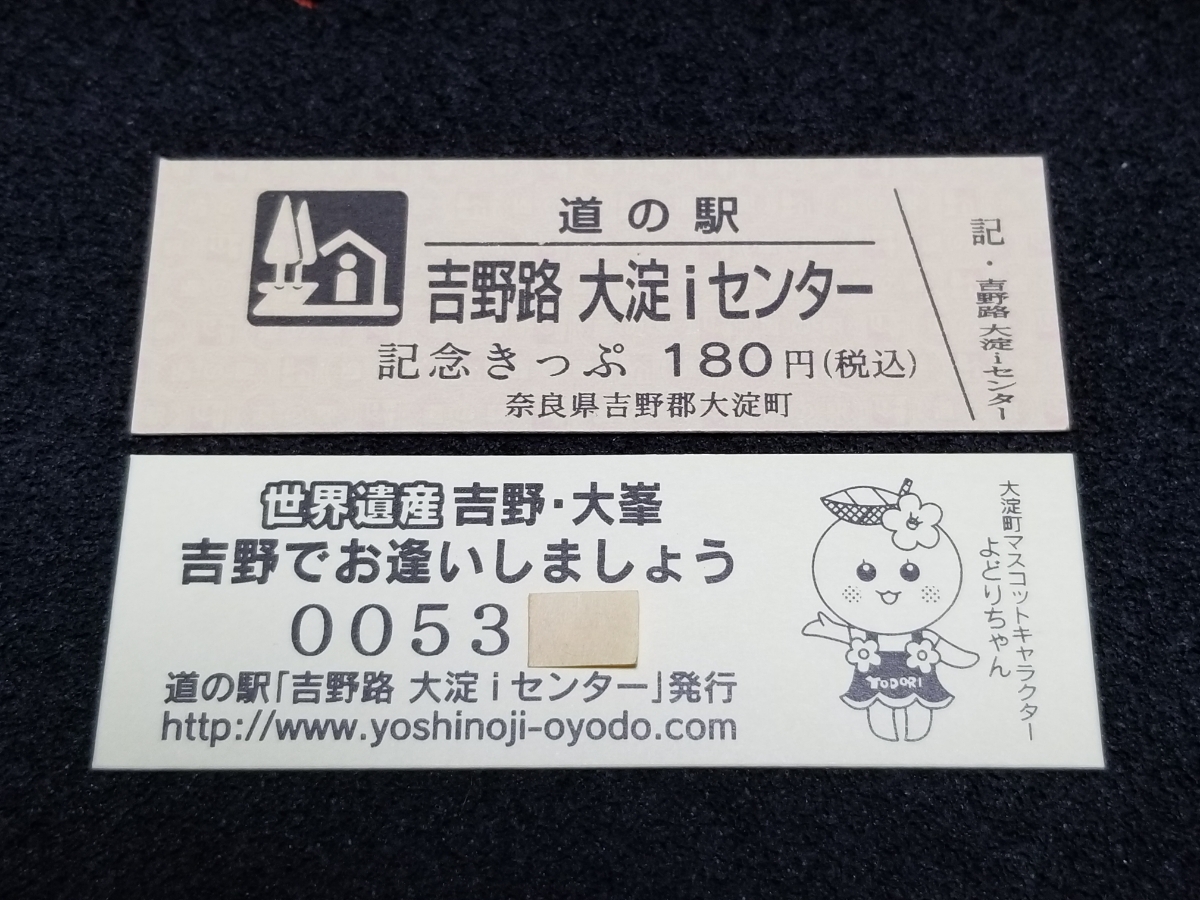 道の駅
吉野路 大淀iセンター
記念きっぷ 180円(税込)
奈良県吉野郡大淀町
記・吉野路大淀iセンター
世界遺産 吉野・大峯
吉野でお逢いしましょう
0053
道の駅「吉野路 大淀iセンター」発行
http://www.yoshinoji-oyodo.com
大淀町マスコットキャラクター
よどりちゃん
YODORI